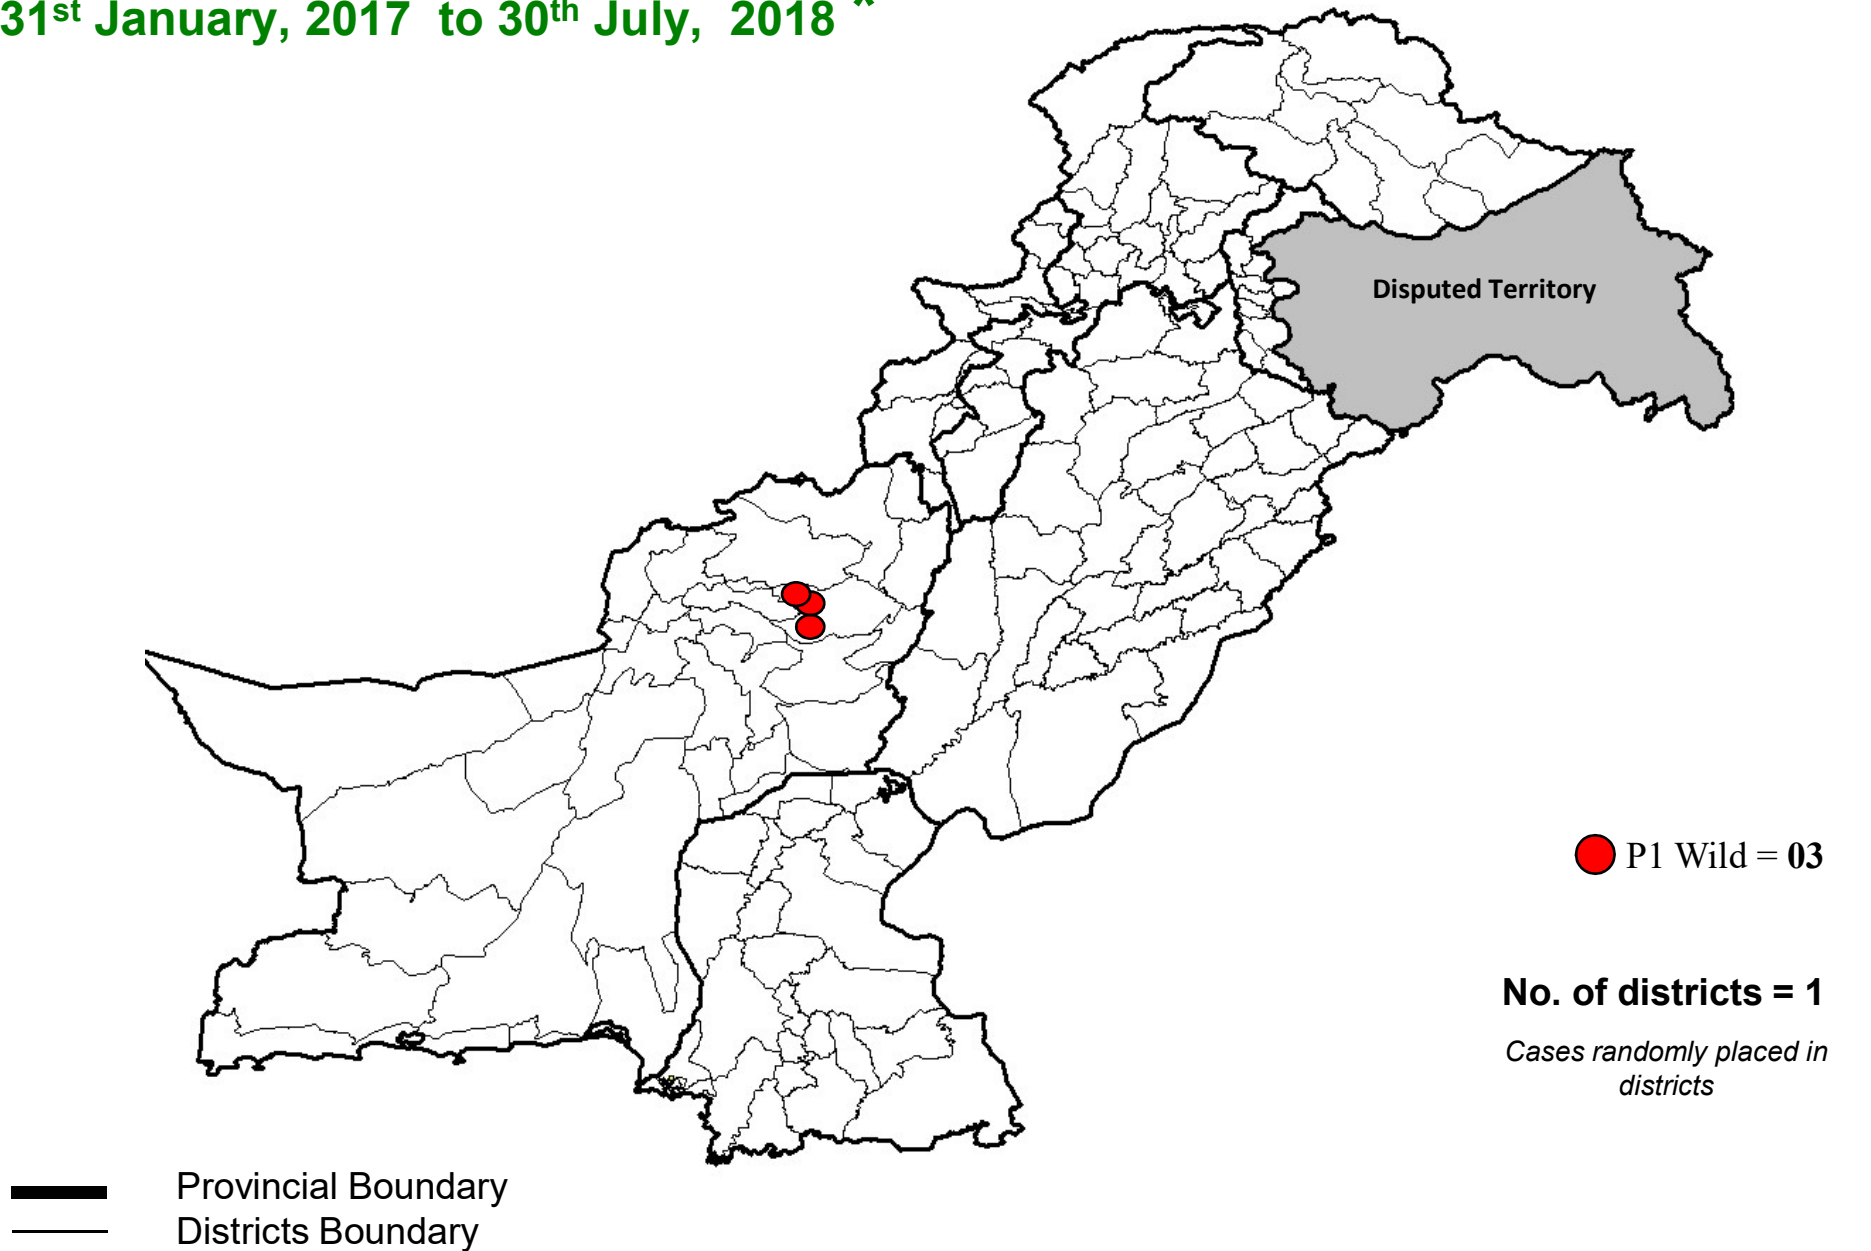 31st January, 2017 to 30th July, 2018 *
Disputed Territory
P1 Wild = 03
No. of districts = 1
Cases randomly placed in
districts
Provincial Boundary
Districts Boundary